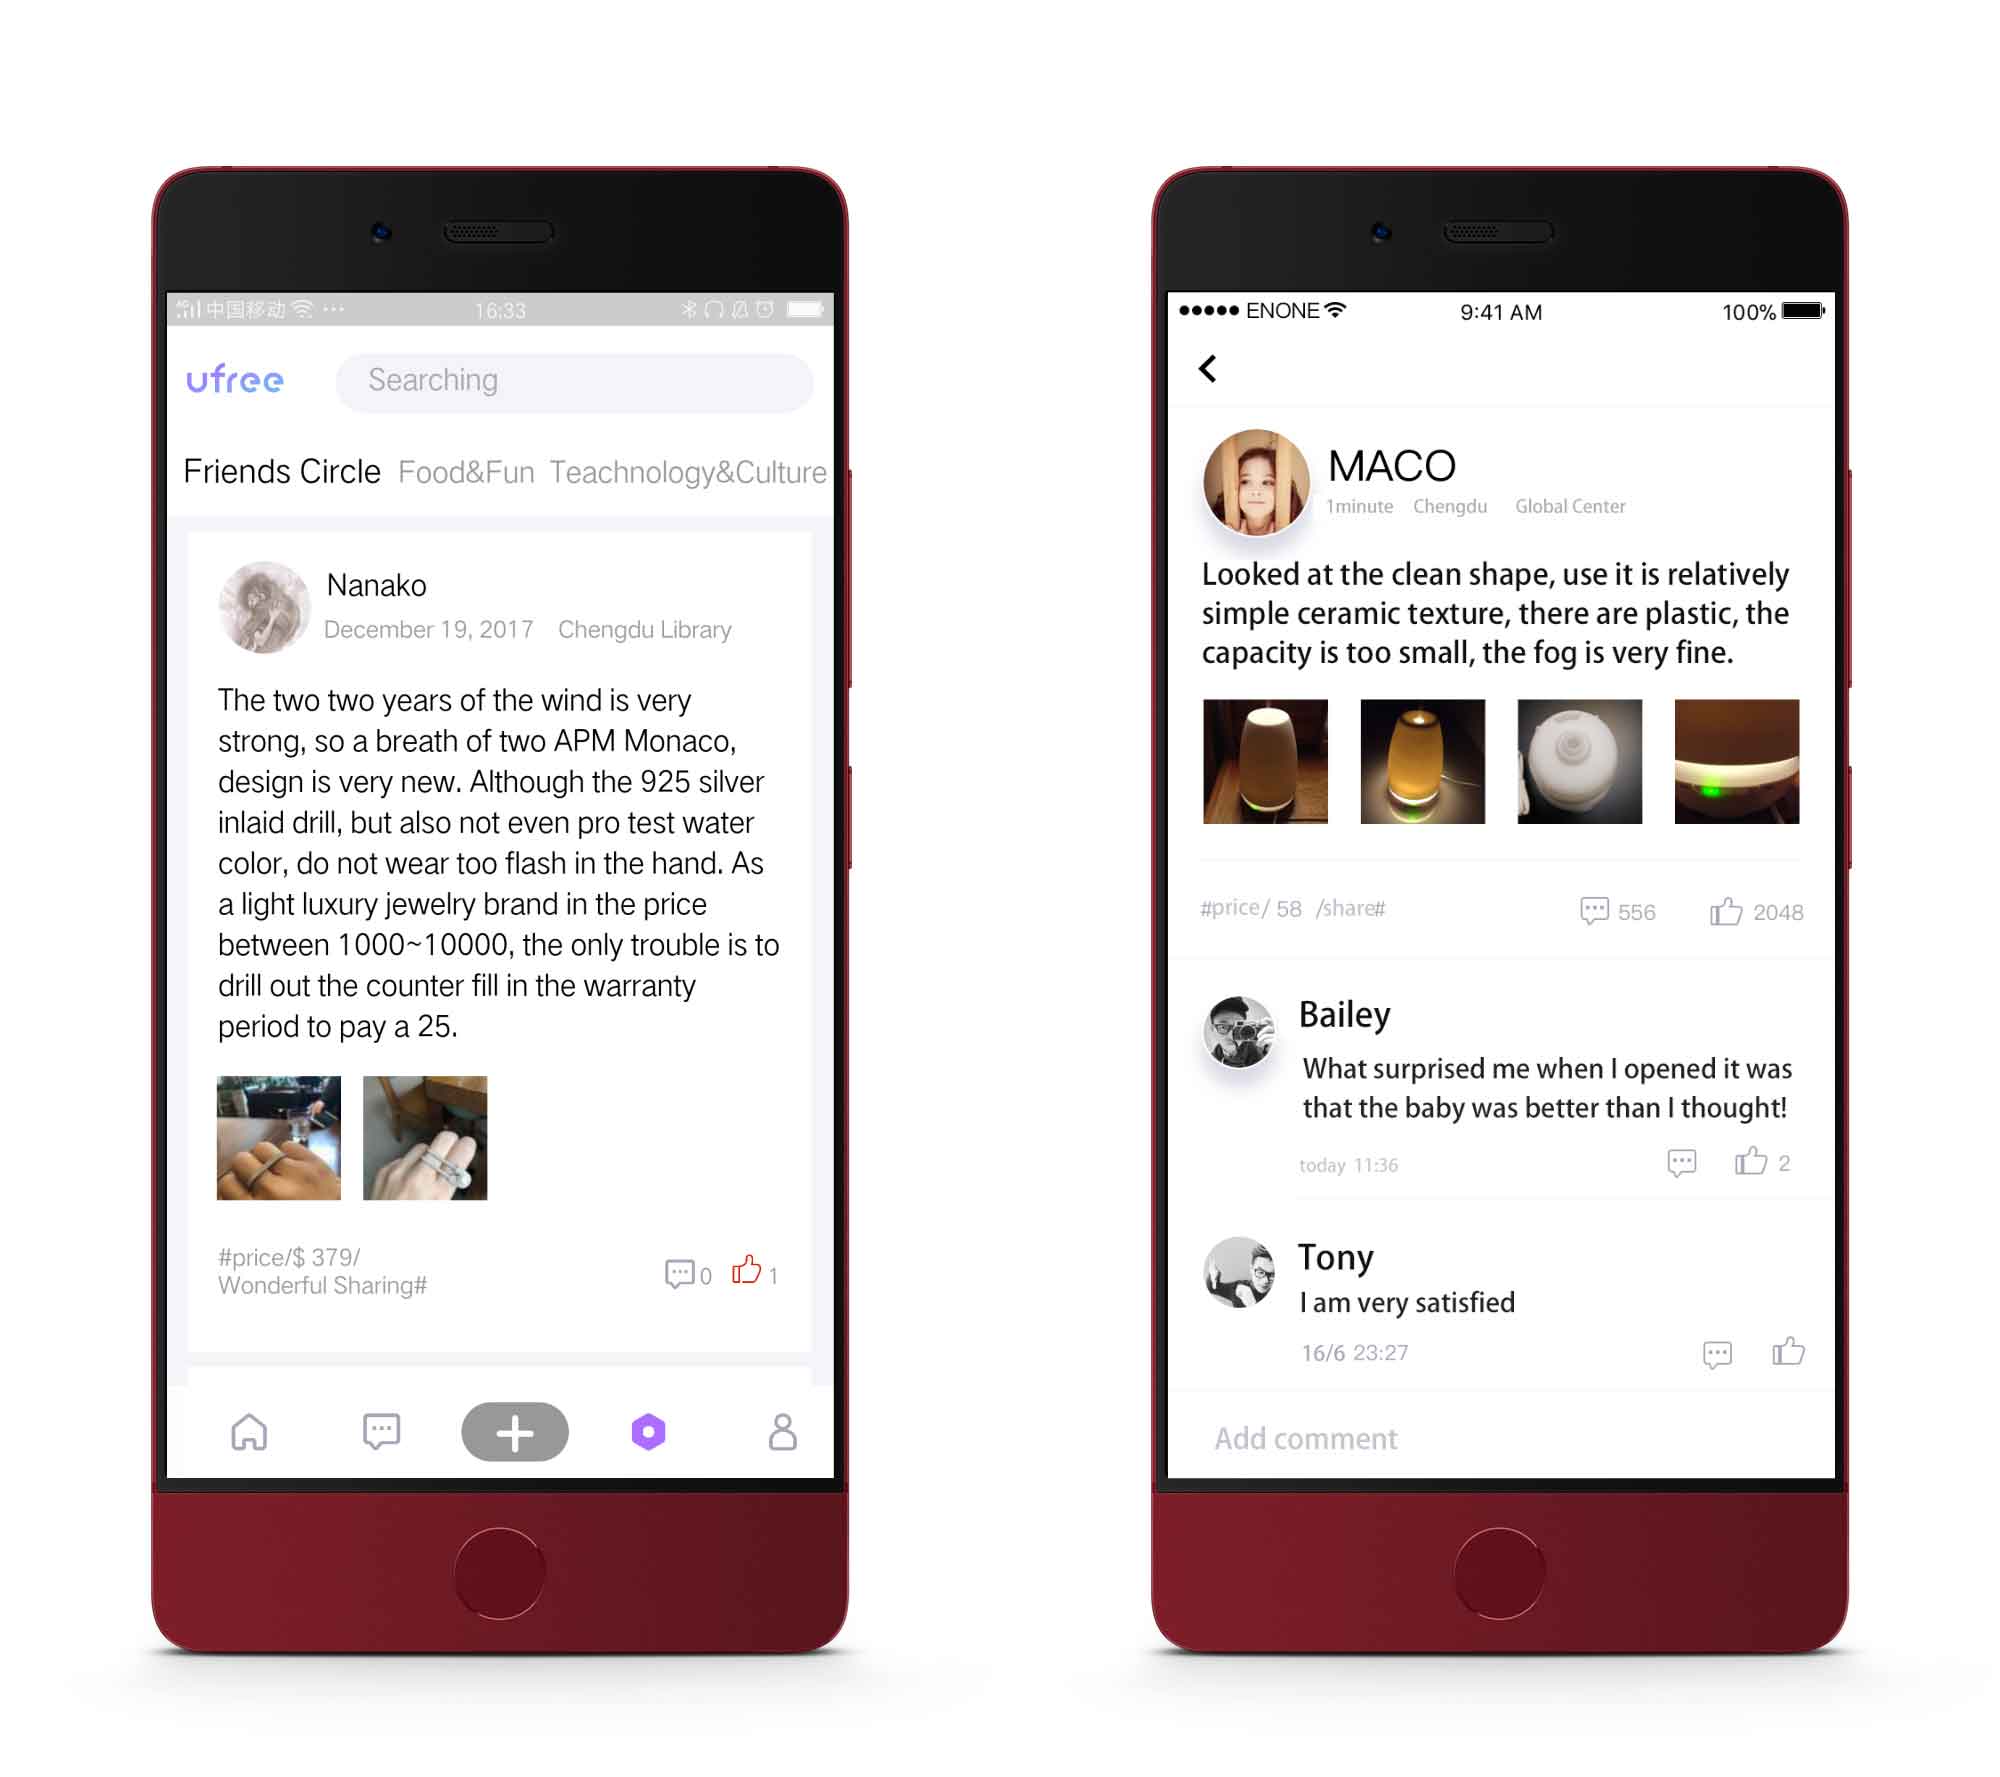 4G 中国移动 ...
16:33
ufree
Searching
Friends Circle Food&Fun Teachnology&Culture
Nanako
December 19, 2017 Chengdu Library
The two two years of the wind is very
strong, so a breath of two APM Monaco,
design is very new. Although the 925 silver
inlaid drill, but also not even pro test water
color, do not wear too flash in the hand. As
a light luxury jewelry brand in the price
between 1000~10000, the only trouble is to
drill out the counter fill in the warranty
period to pay a 25.
#price/$ 379/
Wonderful Sharing#
0
1
ENONE
9:41 AM
100%
MACO
1minute Chengdu Global Center
Looked at the clean shape, use it is relatively
simple ceramic texture, there are plastic, the
capacity is too small, the fog is very fine.
#price/ 58 /share#
556
2048
Bailey
What surprised me when I opened it was
that the baby was better than I thought!
today 11:36
2
Tony
I am very satisfied
16/6 23:27
Add comment